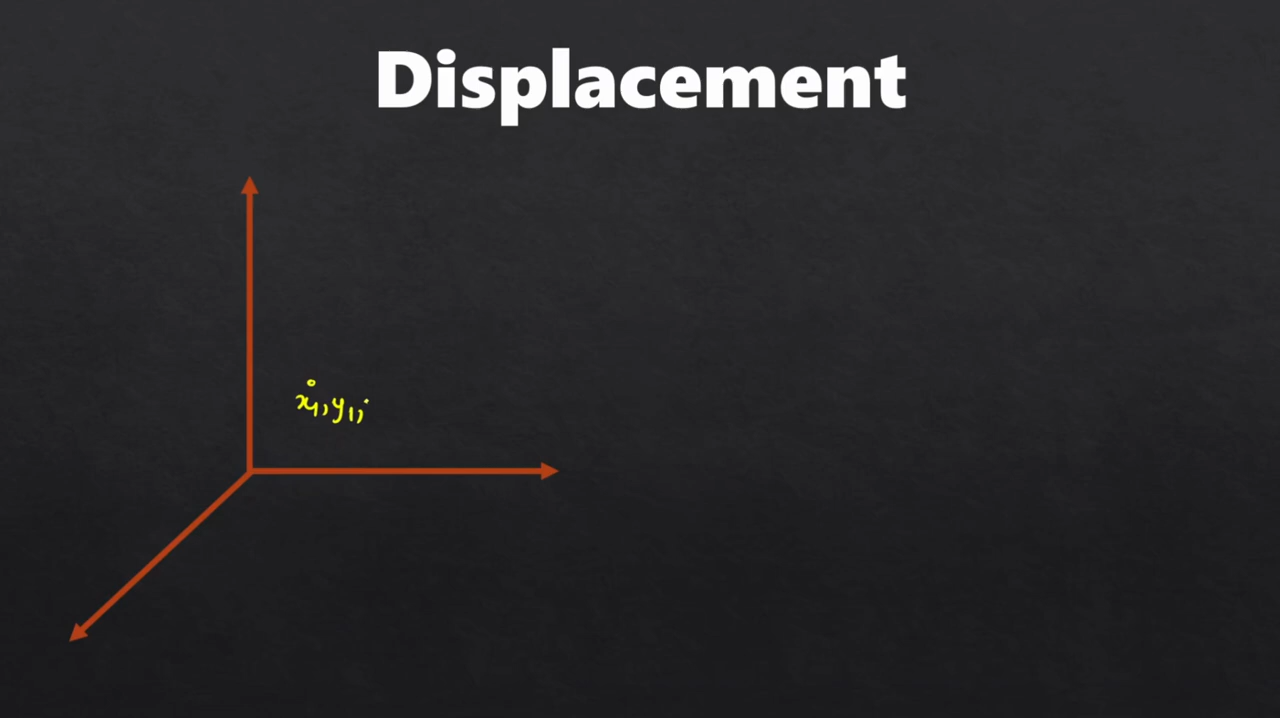 Displacement
x₁, y₁,